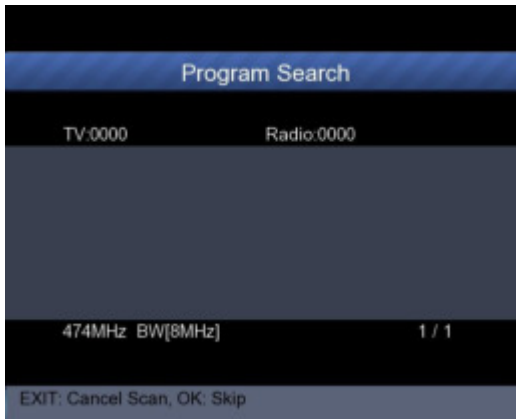 Program Search
TV:0000 Radio:0000
474MHz BW[8MHz] 1 / 1
EXIT: Cancel Scan, OK: Skip